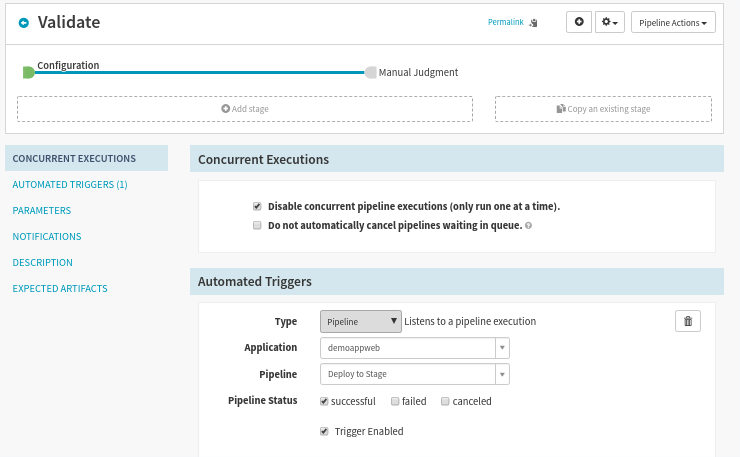 Validate
Permalink
Pipeline Actions
Configuration
Manual Judgment
Add stage
Copy an existing stage
CONCURRENT EXECUTIONS
AUTOMATED TRIGGERS (1)
PARAMETERS
NOTIFICATIONS
DESCRIPTION
EXPECTED ARTIFACTS
Concurrent Executions
Disable concurrent pipeline executions (only run one at a time).
Do not automatically cancel pipelines waiting in queue.
Automated Triggers
Type Pipeline Listens to a pipeline execution
Application demoappweb
Pipeline Deploy to Stage
Pipeline Status successful failed canceled
Trigger Enabled